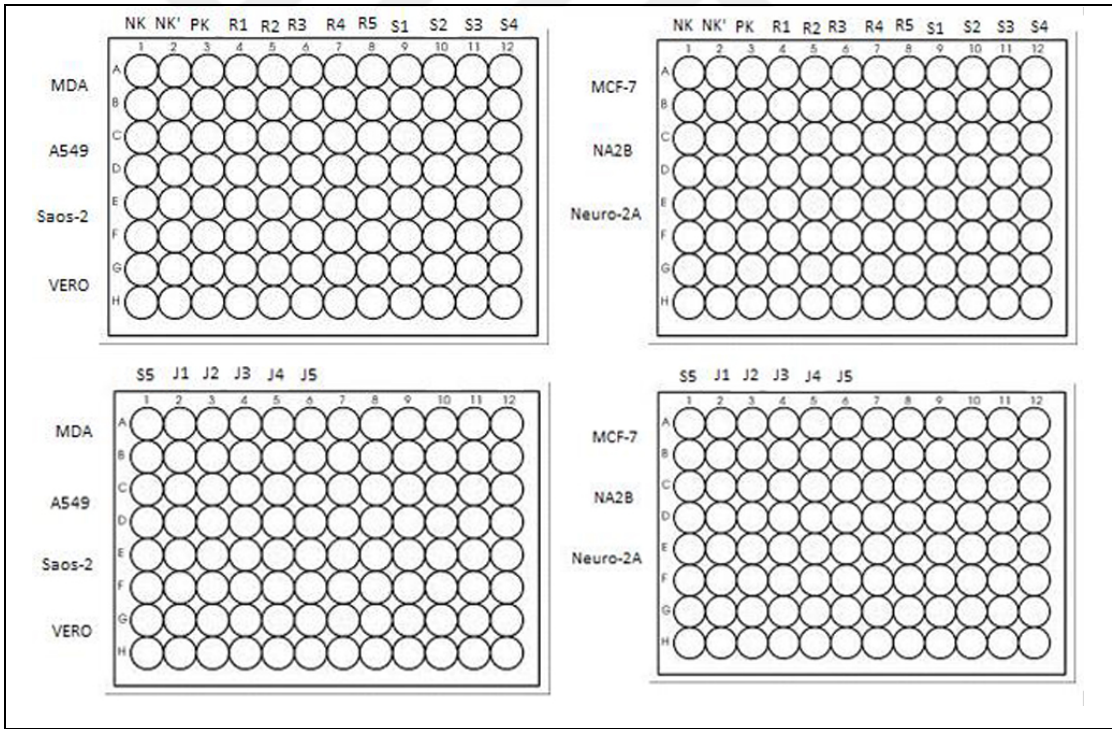 NK NK' PK R1 R2 R3 R4 R5 S1 S2 S3 S4
1 2 3 4 5 6 7 8 9 10 11 12
A
MDA
B
C
A549
D
E
Saos-2
F
G
VERO
H
NK NK' PK R1 R2 R3 R4 R5 S1 S2 S3 S4
1 2 3 4 5 6 7 8 9 10 11 12
A
MCF-7
B
C
NA2B
D
E
Neuro-2A
F
G
H
S5 J1 J2 J3 J4 J5
1 2 3 4 5 6 7 8 9 10 11 12
A
MDA
B
C
A549
D
E
Saos-2
F
G
VERO
H
S5 J1 J2 J3 J4 J5
1 2 3 4 5 6 7 8 9 10 11 12
A
MCF-7
B
C
NA2B
D
E
Neuro-2A
F
G
H